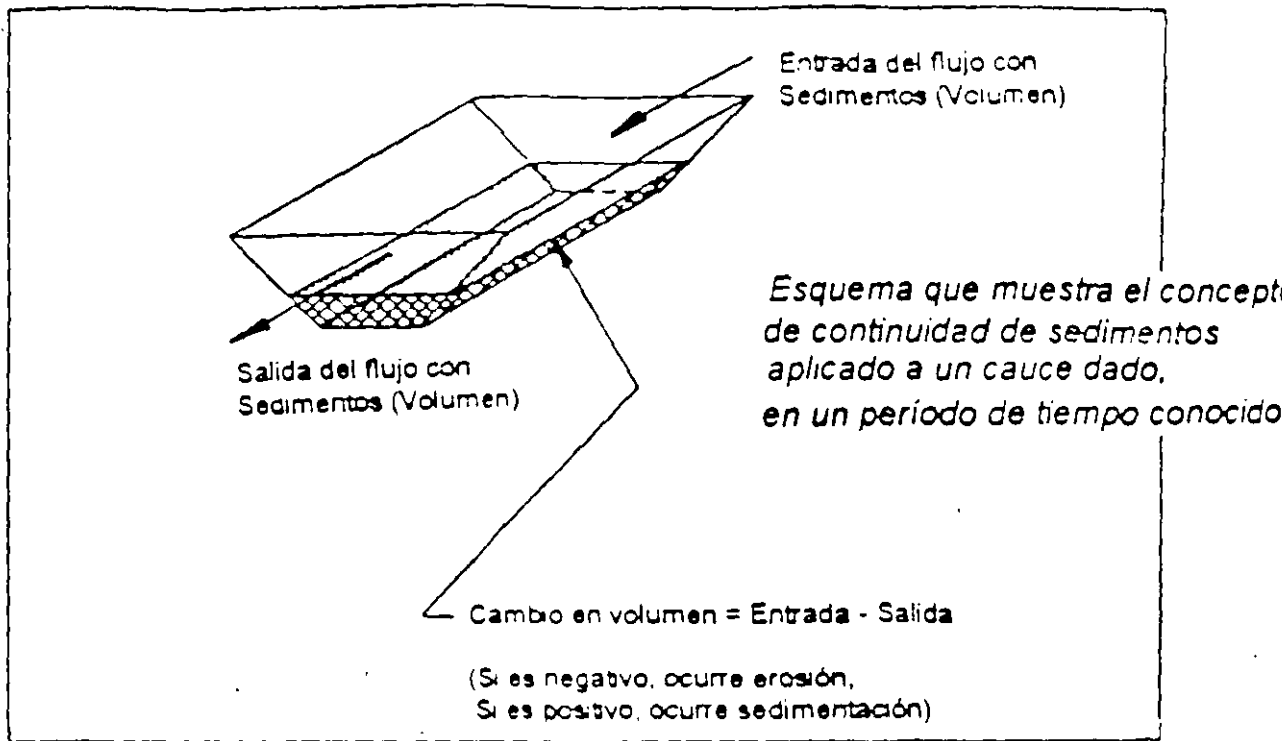 Entrada del flujo con
Sedimentos (Volumen)
Esquema que muestra el concepto
de continuidad de sedimentos
aplicado a un cauce dado,
en un período de tiempo conocido
Salida del flujo con
Sedimentos (Volumen)
Cambio en volumen = Entrada - Salida
(Si es negativo, ocurre erosión,
Si es positivo, ocurre sedimentación)